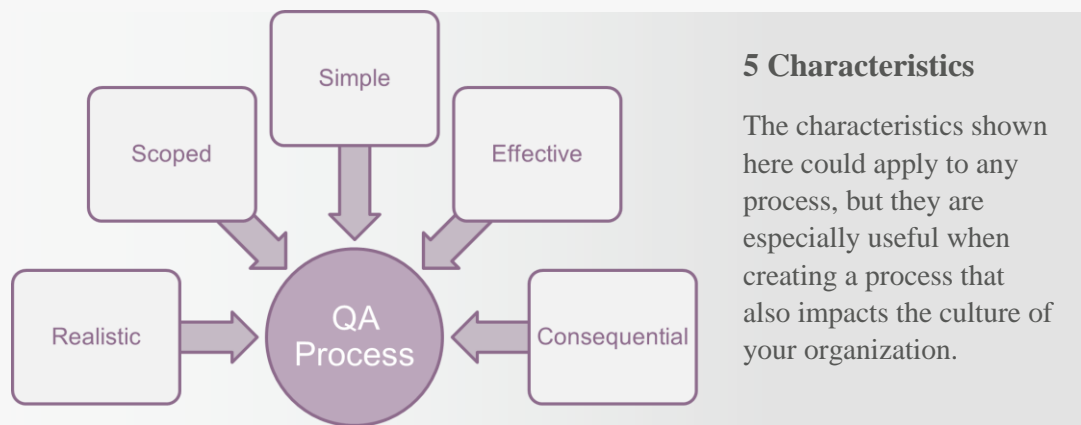 Simple
Scoped
Effective
Realistic
QA
Process
Consequential
5 Characteristics
The characteristics shown
here could apply to any
process, but they are
especially useful when
creating a process that
also impacts the culture of
your organization.